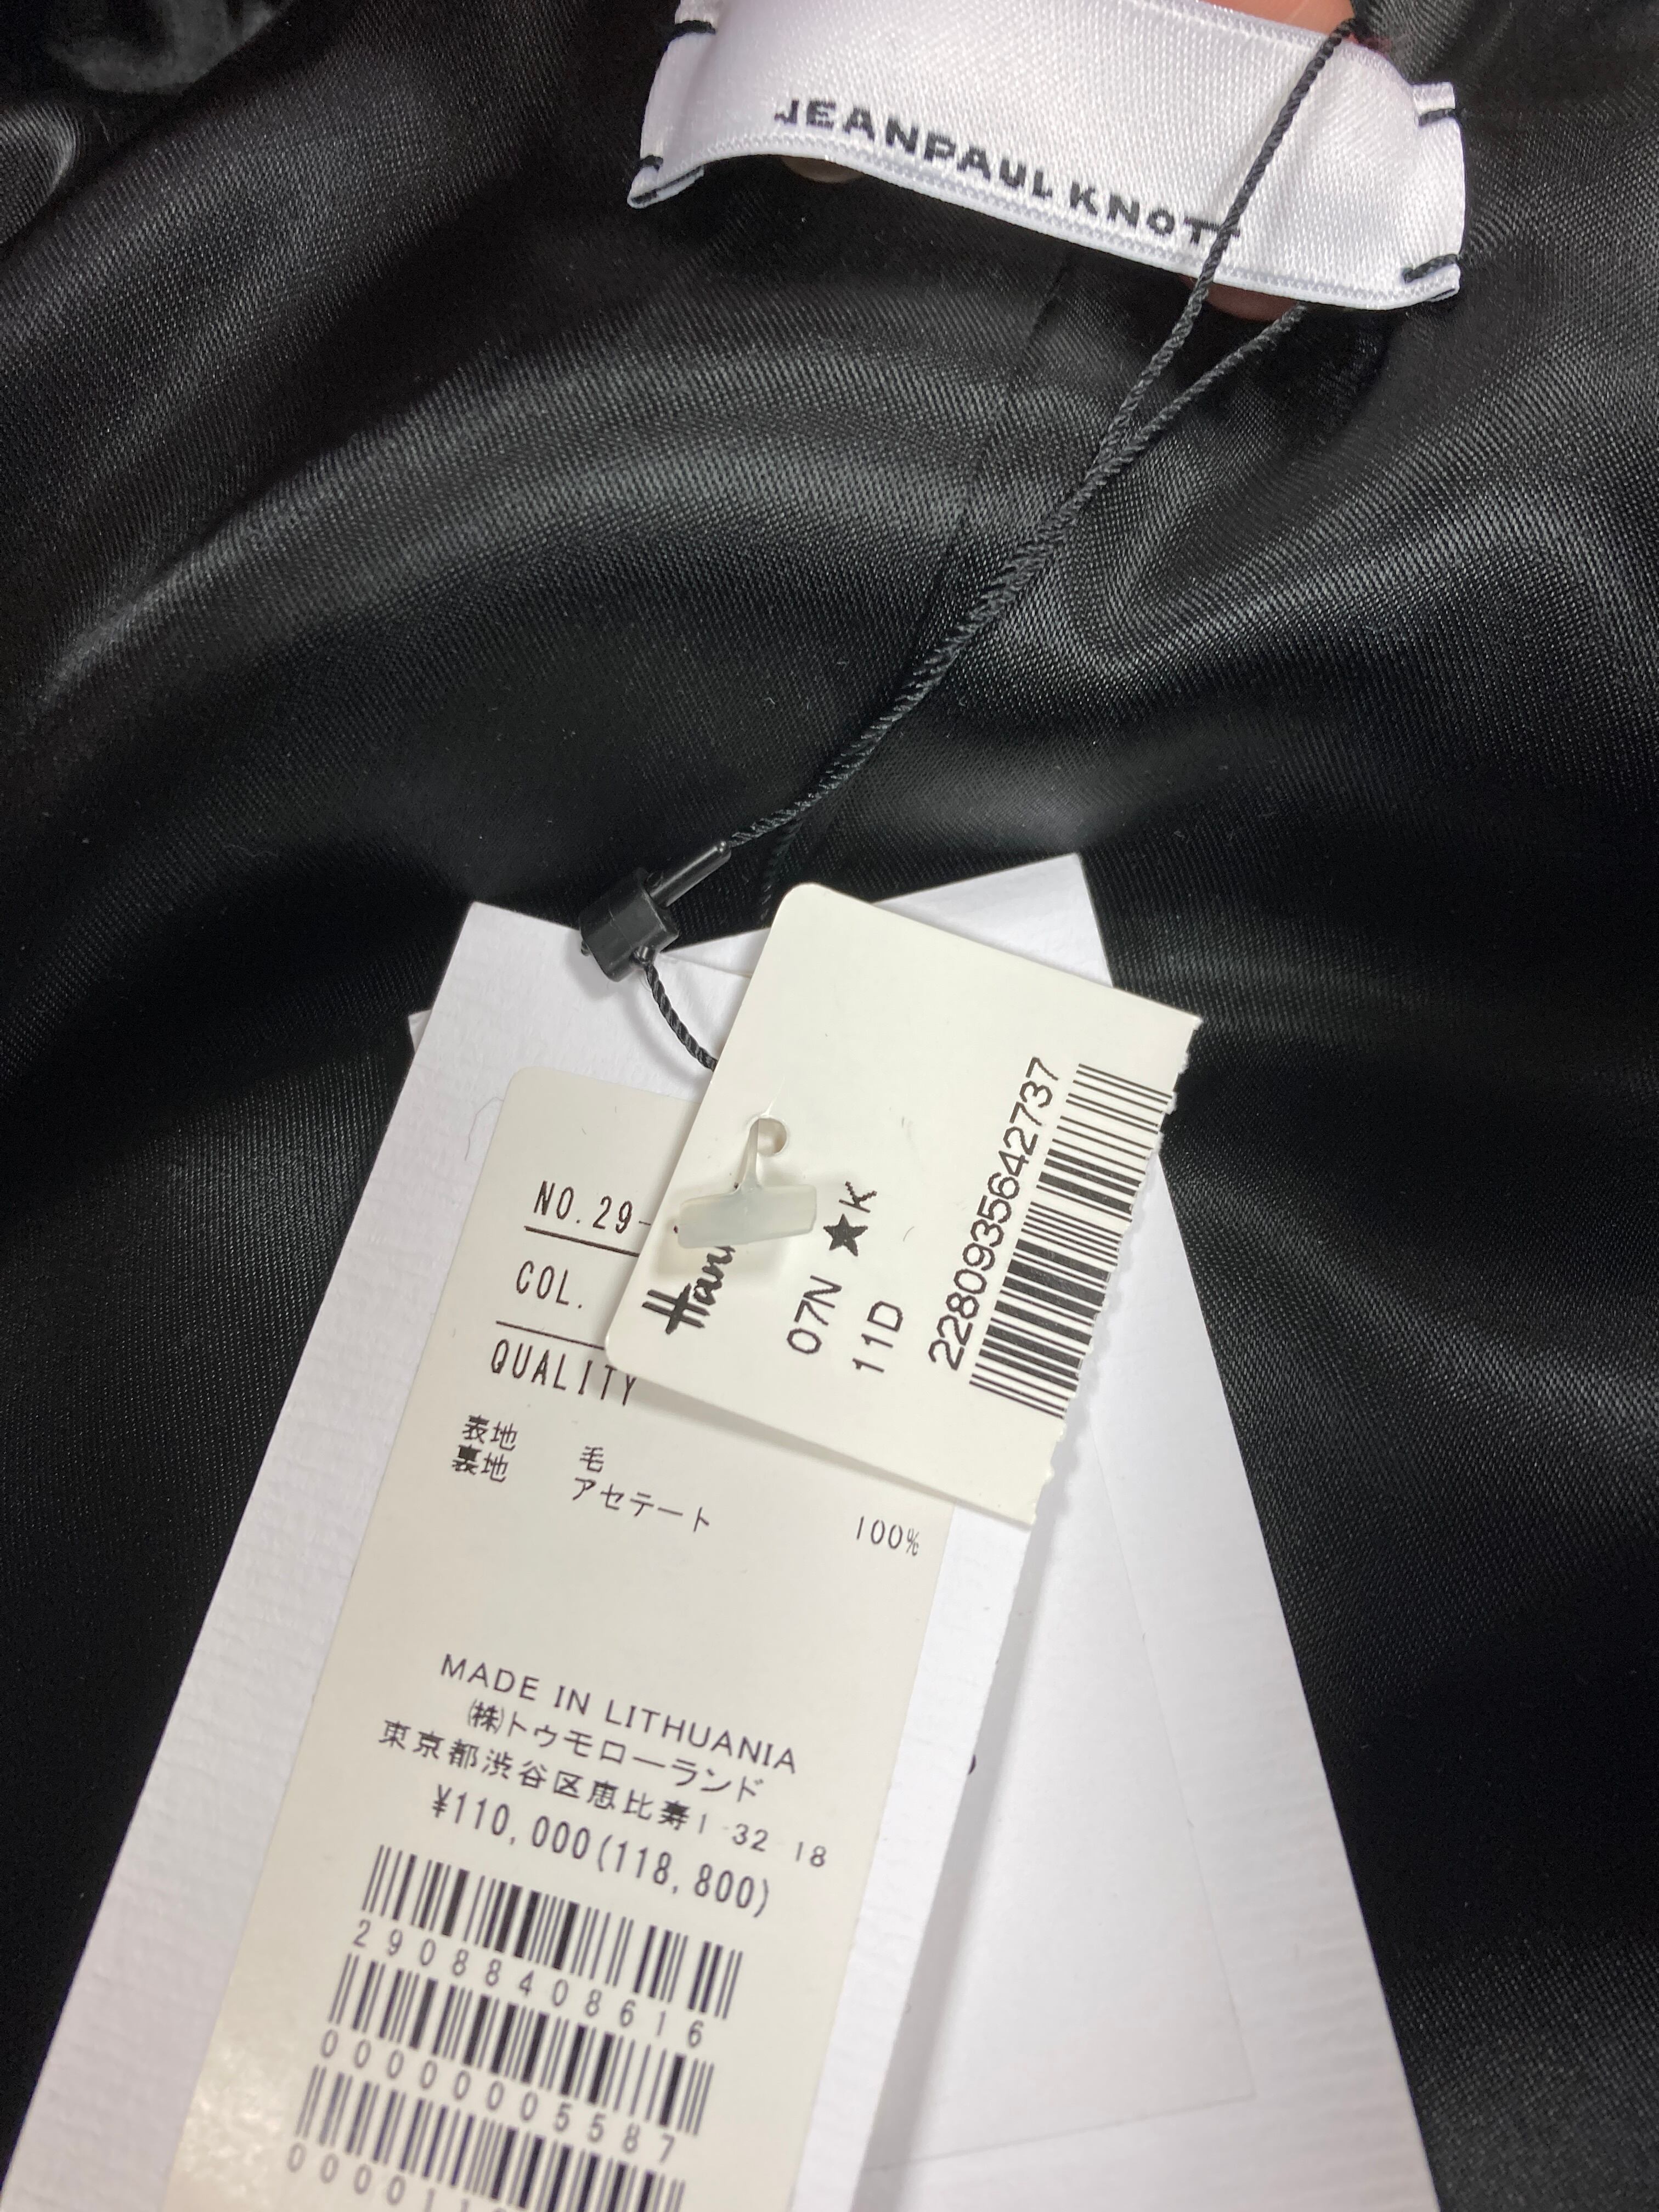 JEANPAUL KNOTT
07N ★K
11D
2280935642737
NO.29-
COL.
QUALITY
表地 毛
裏地 アセテート 100%
MADE IN LITHUANIA
㈱トゥモローランド
東京都渋谷区恵比寿1-32-18
¥110,000(118,800)
29088408616
00000005587